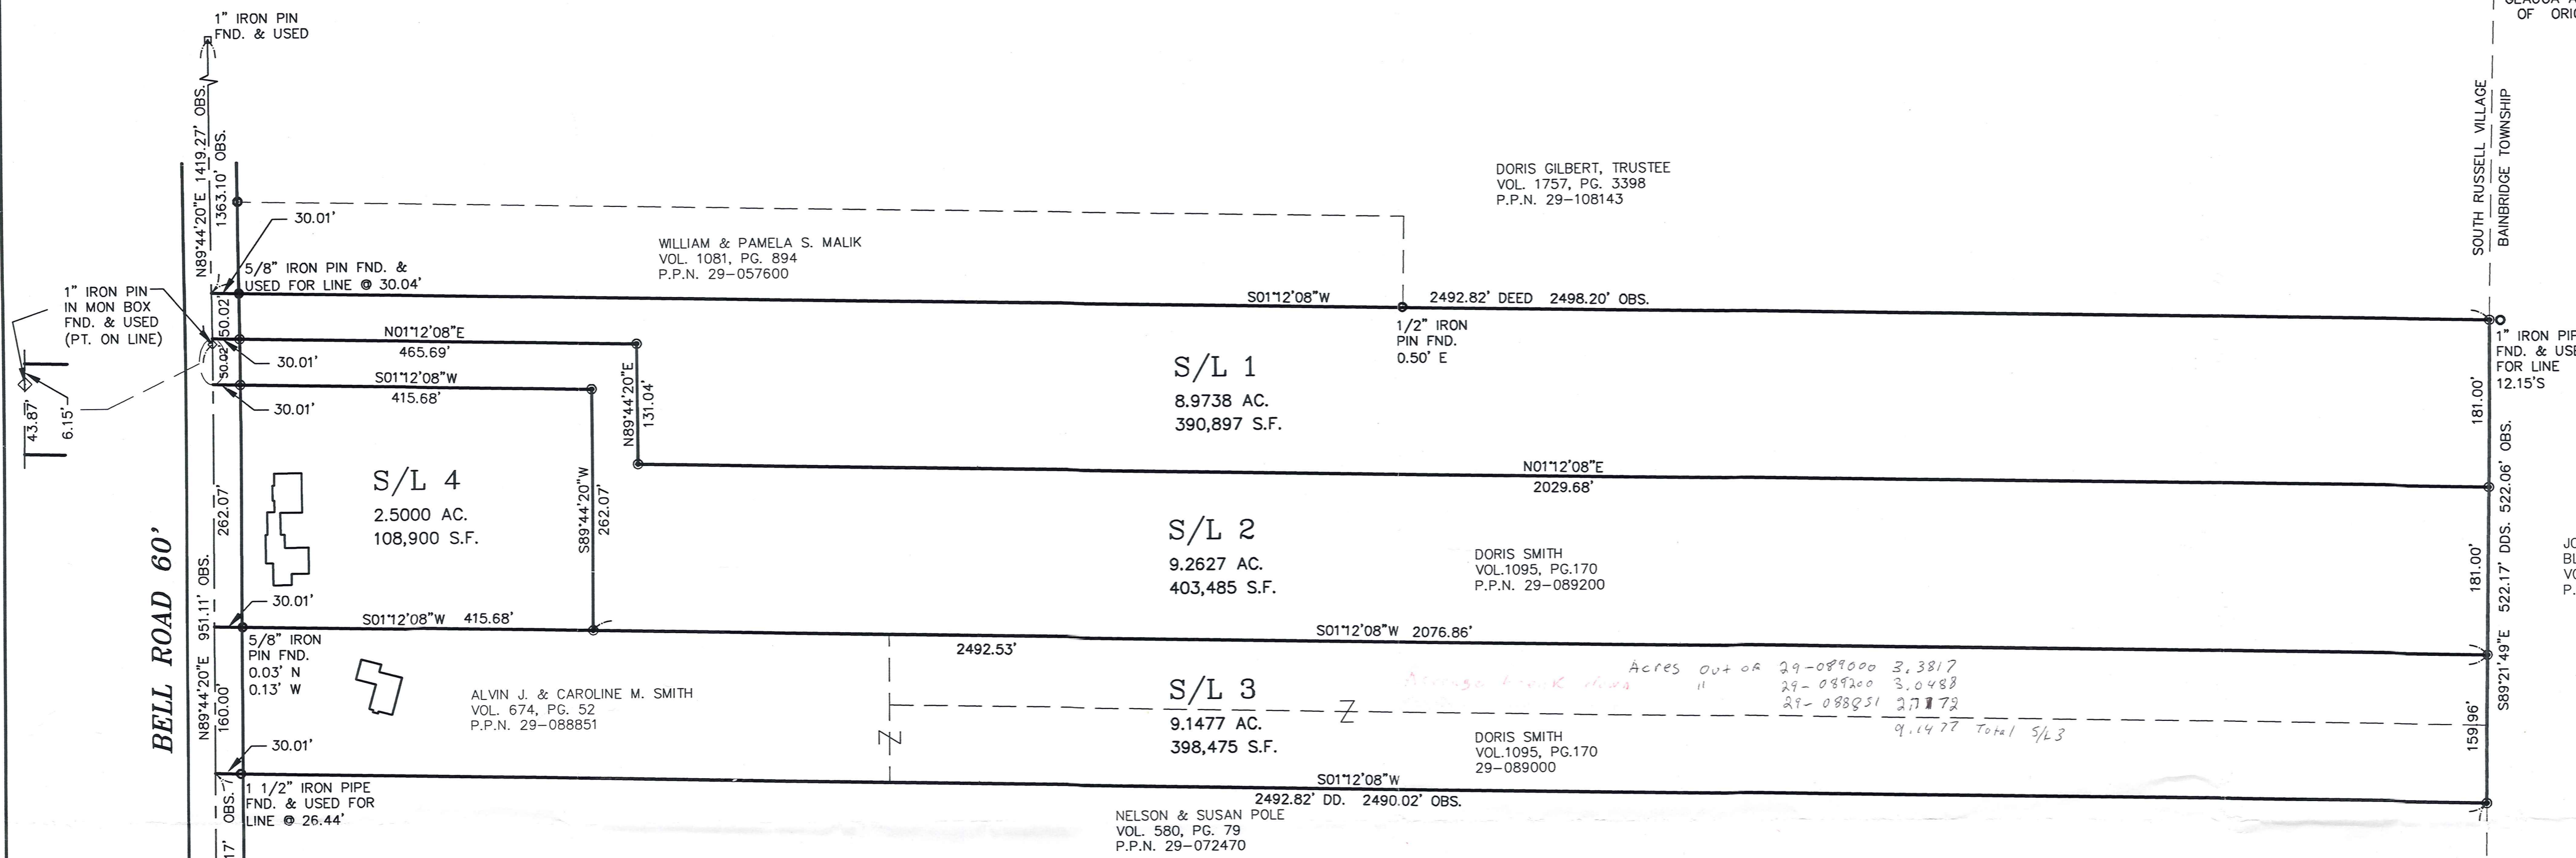 1" IRON PIN
FND. & USED
OF ORI
N89°44'20"E 1419.27' OBS.
1363.10' OBS.
30.01'
SOUTH RUSSELL VILLAGE
BAINBRIDGE TOWNSHIP
DORIS GILBERT, TRUSTEE
VOL. 1757, PG. 3398
P.P.N. 29-108143
WILLIAM & PAMELA S. MALIK
VOL. 1081, PG. 894
P.P.N. 29-057600
5/8" IRON PIN FND. &
USED FOR LINE @ 30.04'
1" IRON PIN
IN MON BOX
FND. & USED
(PT. ON LINE)
50.02'
50.02'
S01°12'08"W
2492.82' DEED 2498.20' OBS.
1/2" IRON
PIN FND.
0.50' E
1" IRON PIP
FND. & USE
FOR LINE
12.15'S
N01°12'08"E
465.69'
30.01'
S01°12'08"W
415.68'
30.01'
N89°44'20"E
131.04'
43.87'
6.15'
S/L 1
8.9738 AC.
390,897 S.F.
181.00'
N01°12'08"E
2029.68'
S/L 4
2.5000 AC.
108,900 S.F.
262.07'
S89°44'20"W
262.07'
S/L 2
9.2627 AC.
403,485 S.F.
DORIS SMITH
VOL.1095, PG.170
P.P.N. 29-089200
181.00'
S89°21'49"E 522.17' DDS. 522.06' OBS.
JO
BL
VO
P.
BELL ROAD 60'
N89°44'20"E 951.11' OBS.
30.01'
S01°12'08"W 415.68'
5/8" IRON
PIN FND.
0.03' N
0.13' W
2492.53'
S01°12'08"W 2076.86'
Acres out of 29-089000 3.3817
" 29-089200 3.0488
29-088851 2.7172
9.1477 Total S/L3
160.00'
ALVIN J. & CAROLINE M. SMITH
VOL. 674, PG. 52
P.P.N. 29-088851
S/L 3
9.1477 AC.
398,475 S.F.
DORIS SMITH
VOL.1095, PG.170
29-089000
159.96'
30.01'
1 1/2" IRON PIPE
FND. & USED FOR
LINE @ 26.44'
17' OBS.
S01°12'08"W
2492.82' DD. 2490.02' OBS.
NELSON & SUSAN POLE
VOL. 580, PG. 79
P.P.N. 29-072470